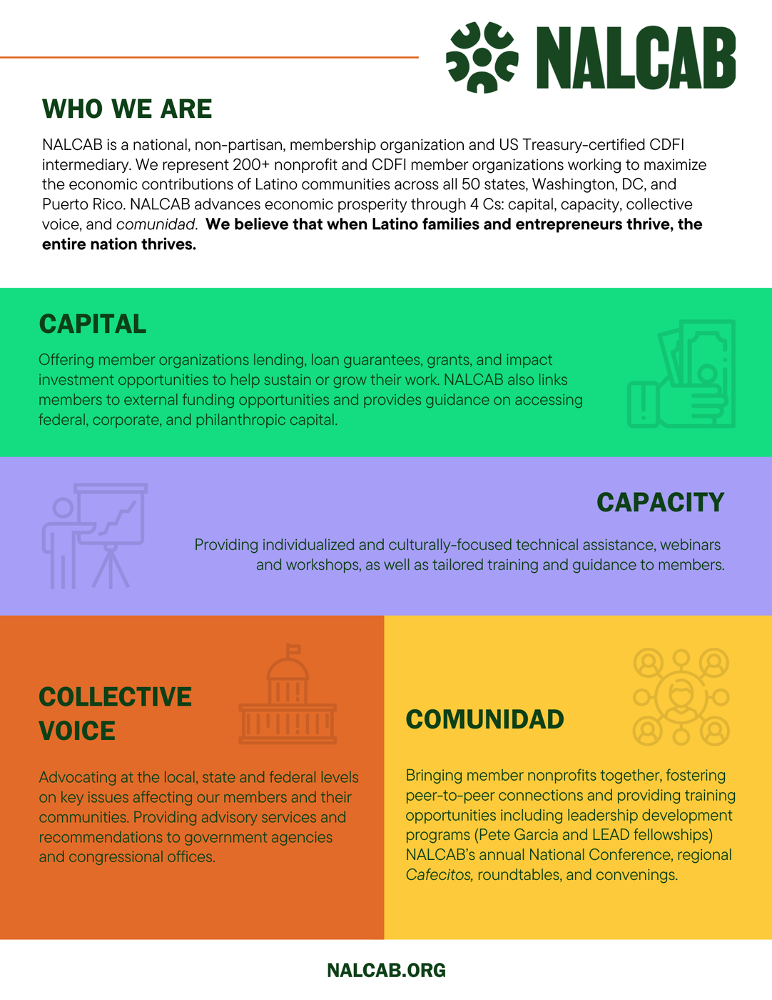 NALCAB
WHO WE ARE
NALCAB is a national, non-partisan, membership organization and US Treasury-certified CDFI
intermediary. We represent 200+ nonprofit and CDFI member organizations working to maximize
the economic contributions of Latino communities across all 50 states, Washington, DC, and
Puerto Rico. NALCAB advances economic prosperity through 4 Cs: capital, capacity, collective
voice, and comunidad. We believe that when Latino families and entrepreneurs thrive, the
entire nation thrives.
CAPITAL
Offering member organizations lending, loan guarantees, grants, and impact
investment opportunities to help sustain or grow their work. NALCAB also links
members to external funding opportunities and provides guidance on accessing
federal, corporate, and philanthropic capital.
CAPACITY
Providing individualized and culturally-focused technical assistance, webinars
and workshops, as well as tailored training and guidance to members.
COLLECTIVE
VOICE
Advocating at the local, state and federal levels
on key issues affecting our members and their
communities. Providing advisory services and
recommendations to government agencies
and congressional offices.
COMUNIDAD
Bringing member nonprofits together, fostering
peer-to-peer connections and providing training
opportunities including leadership development
programs (Pete Garcia and LEAD fellowships)
NALCAB's annual National Conference, regional
Cafecitos, roundtables, and convenings.
NALCAB.ORG